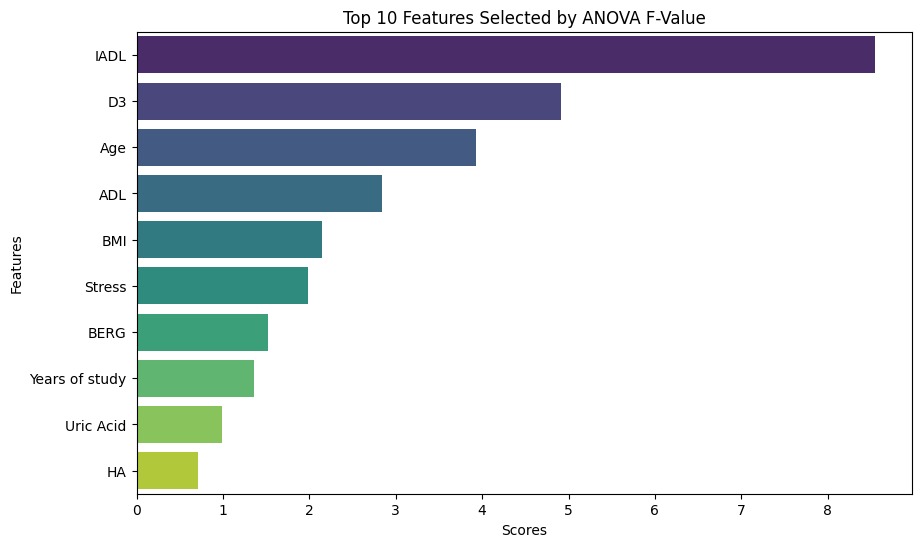 Top 10 Features Selected by ANOVA F-Value
Features
IADL
D3
Age
ADL
BMI
Stress
BERG
Years of study
Uric Acid
HA
0 1 2 3 4 5 6 7 8
Scores